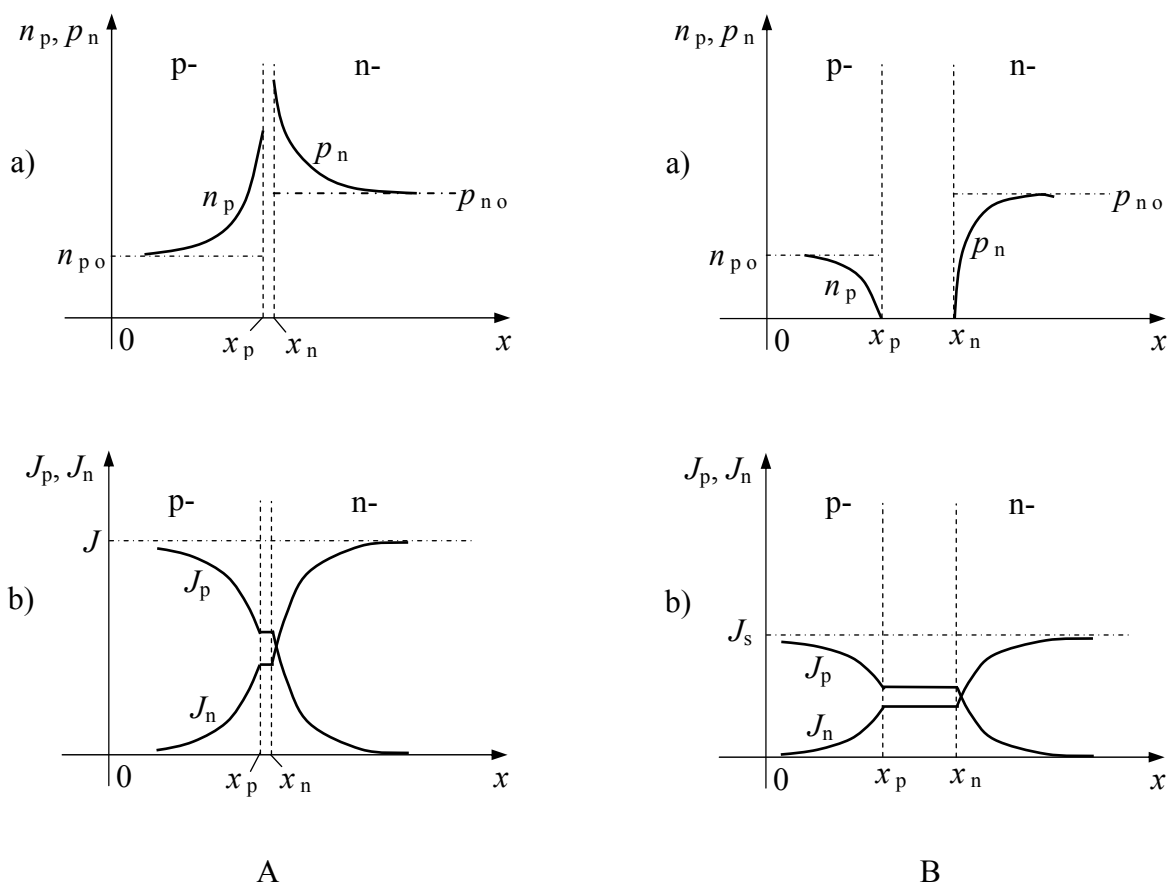 n p, p n
p-
n-
a)
p n
n p
p n o
n p o
0
x p
x n
x
n p, p n
p-
n-
a)
p n o
n p o
p n
n p
0
x p
x n
x
J p, J n
p-
n-
J
b)
J p
J n
0
x p
x n
x
J p, J n
p-
n-
b)
J s
J p
J n
0
x p
x n
x
A
B